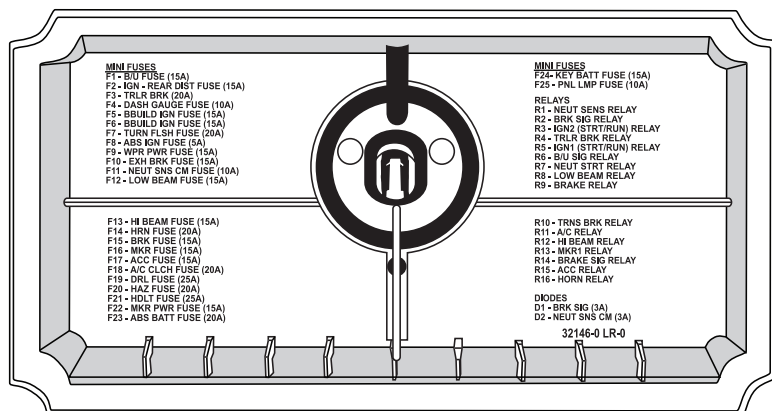 MINI FUSES
F1 - B/U FUSE (15A)
F2 - IGN - REAR DIST FUSE (15A)
F3 - TRLR BRK (20A)
F4 - DASH GAUGE FUSE (10A)
F5 - BBUILD IGN FUSE (15A)
F6 - BBUILD IGN FUSE (15A)
F7 - TURN FLSH FUSE (20A)
F8 - ABS IGN FUSE (5A)
F9 - WPR PWR FUSE (15A)
F10 - EXH BRK FUSE (15A)
F11 - NEUT SNS CM FUSE (10A)
F12 - LOW BEAM FUSE (15A)
F13 - HI BEAM FUSE (15A)
F14 - HRN FUSE (20A)
F15 - BRK FUSE (15A)
F16 - MKR FUSE (15A)
F17 - ACC FUSE (15A)
F18 - A/C CLCH FUSE (20A)
F19 - DRL FUSE (25A)
F20 - HAZ FUSE (20A)
F21 - HDLT FUSE (25A)
F22 - MKR PWR FUSE (15A)
F23 - ABS BATT FUSE (20A)
MINI FUSES
F24- KEY BATT FUSE (15A)
F25 - PNL LMP FUSE (10A)
RELAYS
R1 - NEUT SENS RELAY
R2 - BRK SIG RELAY
R3 - IGN2 (STRT/RUN) RELAY
R4 - TRLR BRK RELAY
R5 - IGN1 (STRT/RUN) RELAY
R6 - B/U SIG RELAY
R7 - NEUT STRT RELAY
R8 - LOW BEAM RELAY
R9 - BRAKE RELAY
R10 - TRNS BRK RELAY
R11 - A/C RELAY
R12 - HI BEAM RELAY
R13 - MKR1 RELAY
R14 - BRAKE SIG RELAY
R15 - ACC RELAY
R16 - HORN RELAY
DIODES
D1 - BRK SIG (3A)
D2 - NEUT SNS CM (3A)
32146-0 LR-0